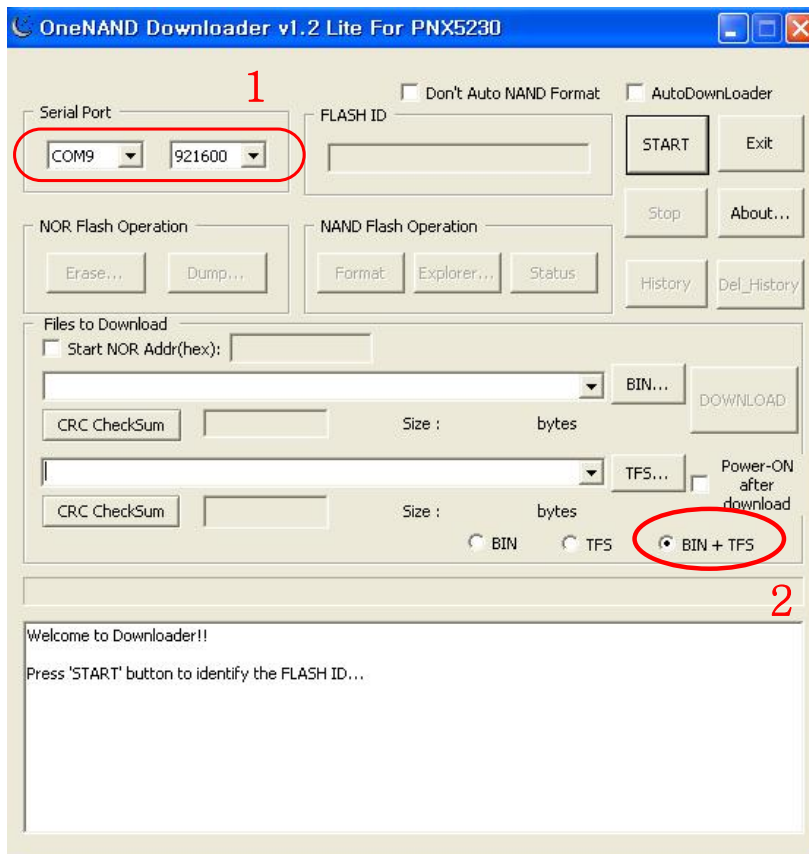 OneNAND Downloader v1.2 Lite For PNX5230
1
Don't Auto NAND Format
AutoDownLoader
Serial Port
FLASH ID
COM9
921600
START
Exit
Stop
About...
NOR Flash Operation
NAND Flash Operation
Erase...
Dump...
Format
Explorer...
Status
History
Del_History
Files to Download
Start NOR Addr(hex):
BIN...
DOWNLOAD
CRC CheckSum
Size :
bytes
TFS...
Power-ON
after
download
CRC CheckSum
Size :
bytes
BIN
TFS
BIN + TFS
2
Welcome to Downloader!!
Press 'START' button to identify the FLASH ID...